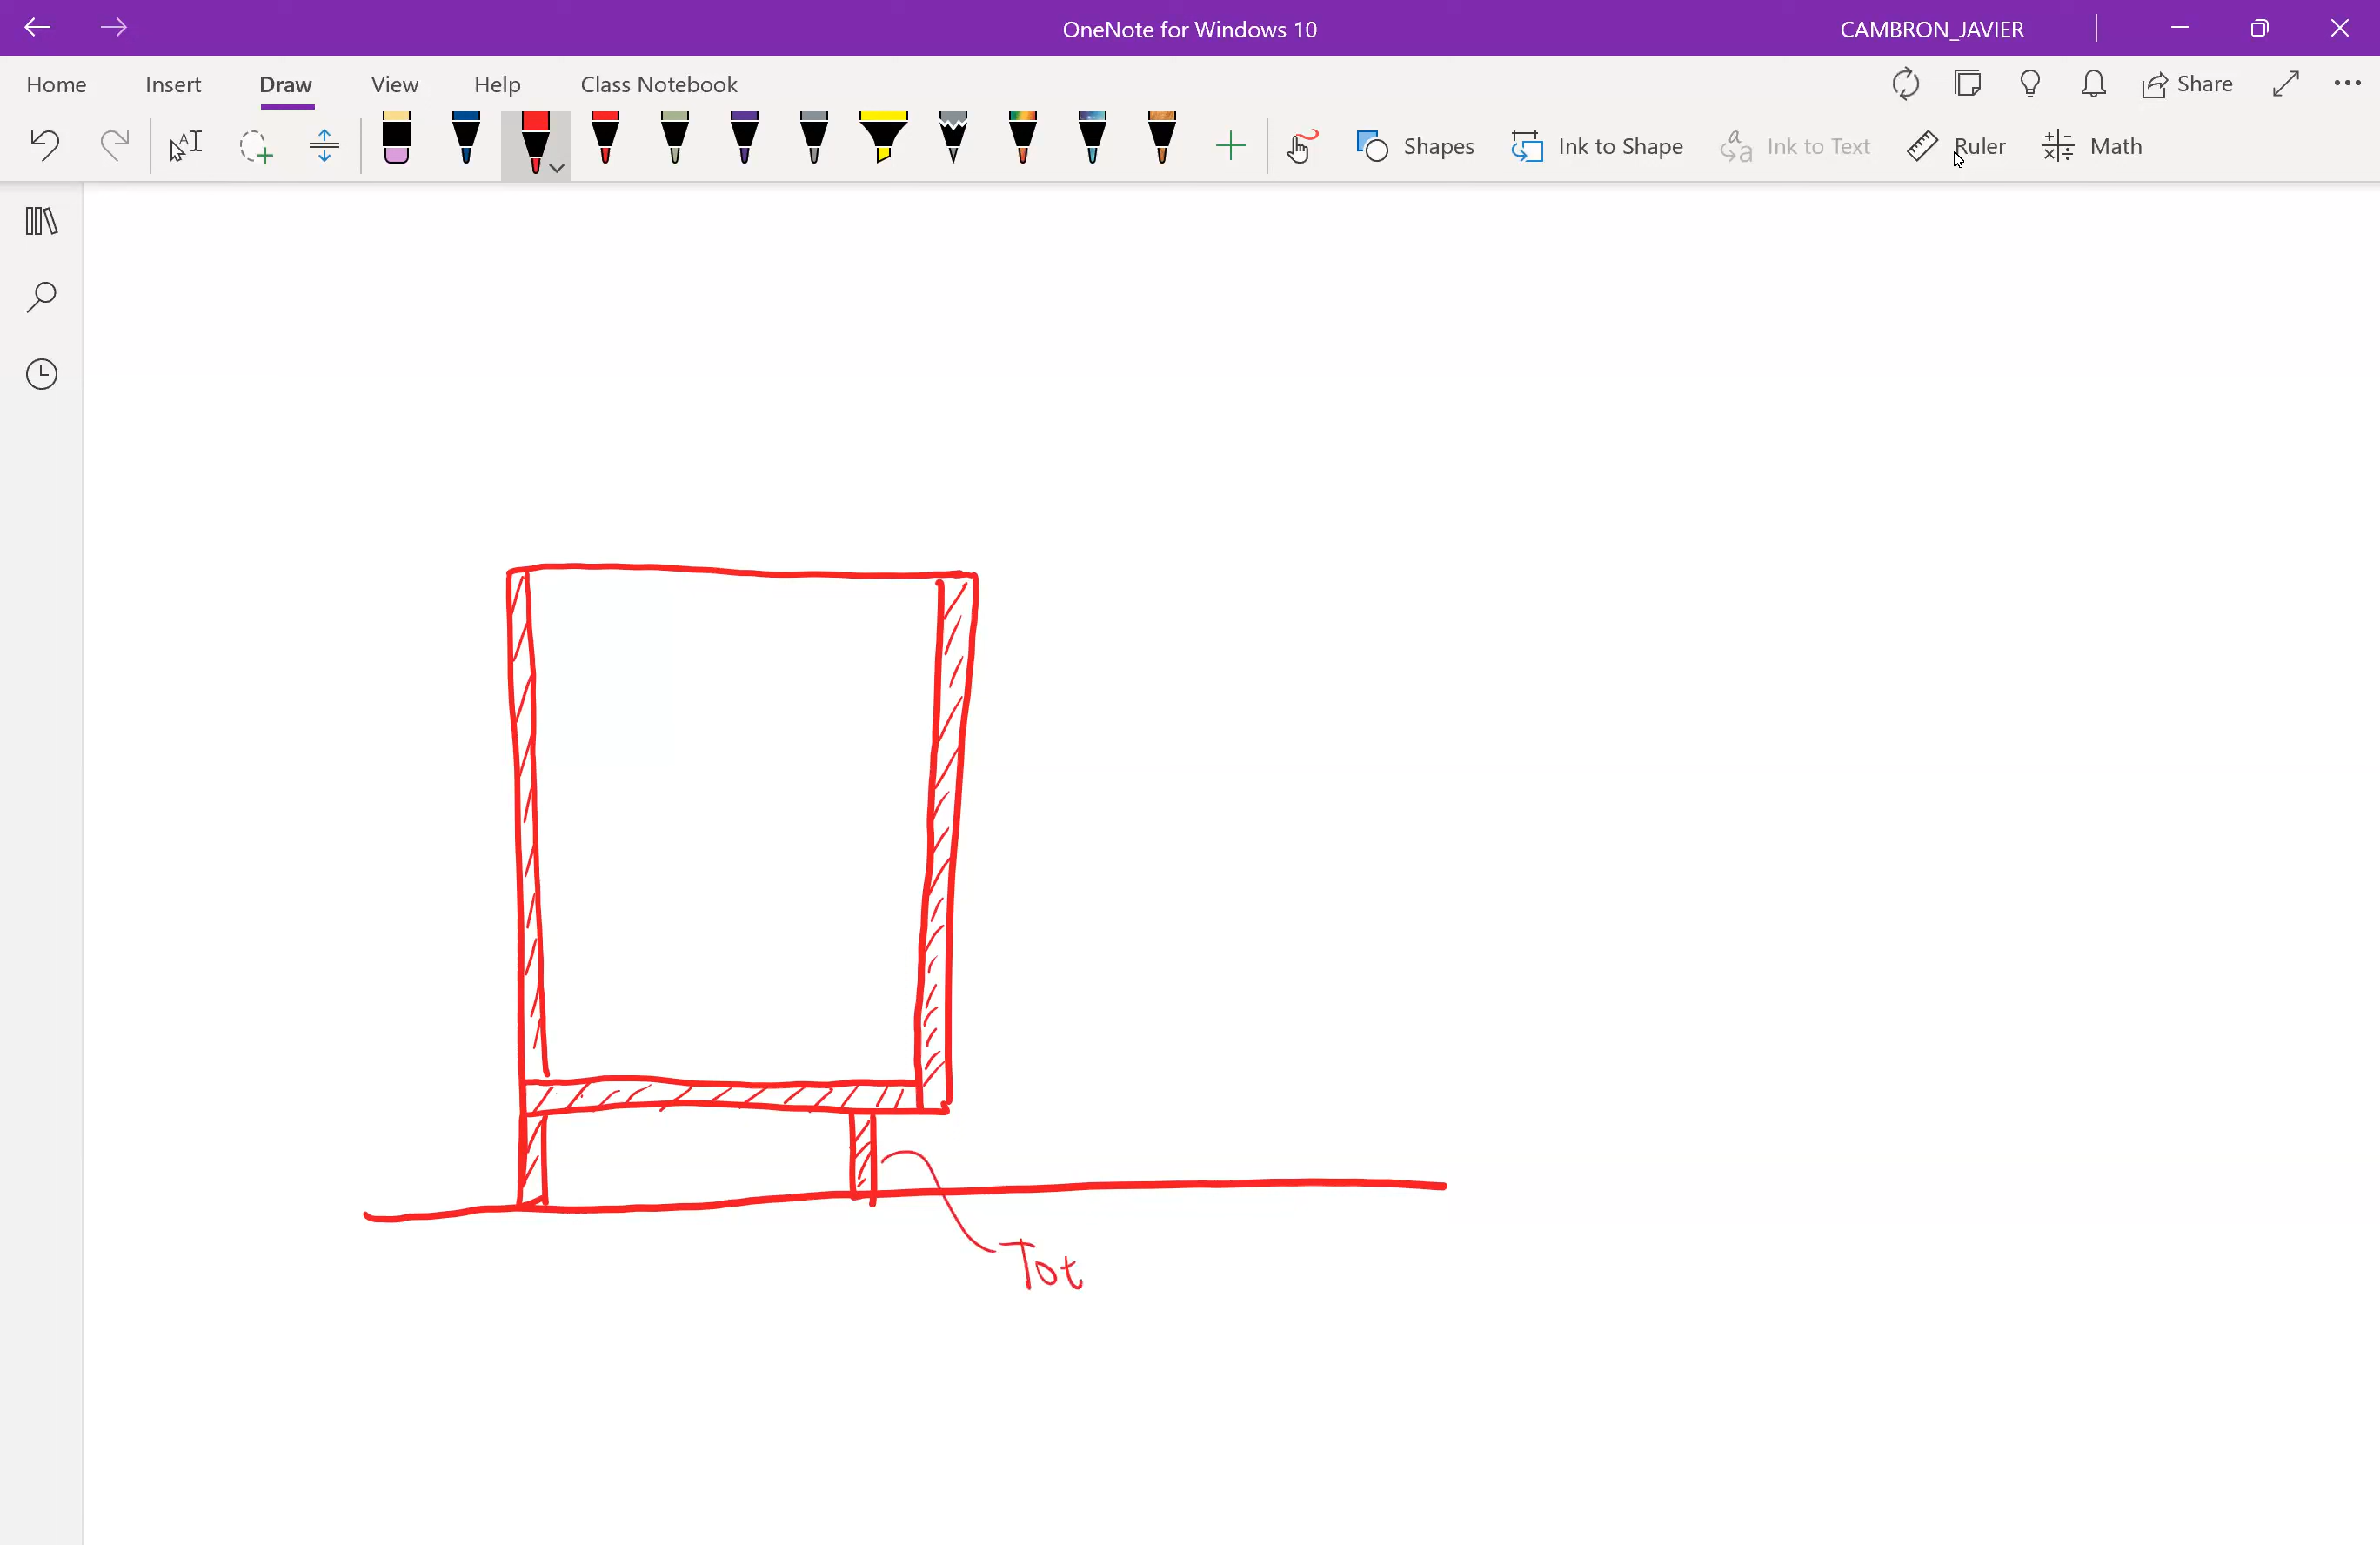 OneNote for Windows 10
CAMBRON_JAVIER
Home Insert Draw View Help Class Notebook Share
Shapes Ink to Shape Ink to Text Ruler Math
Tot